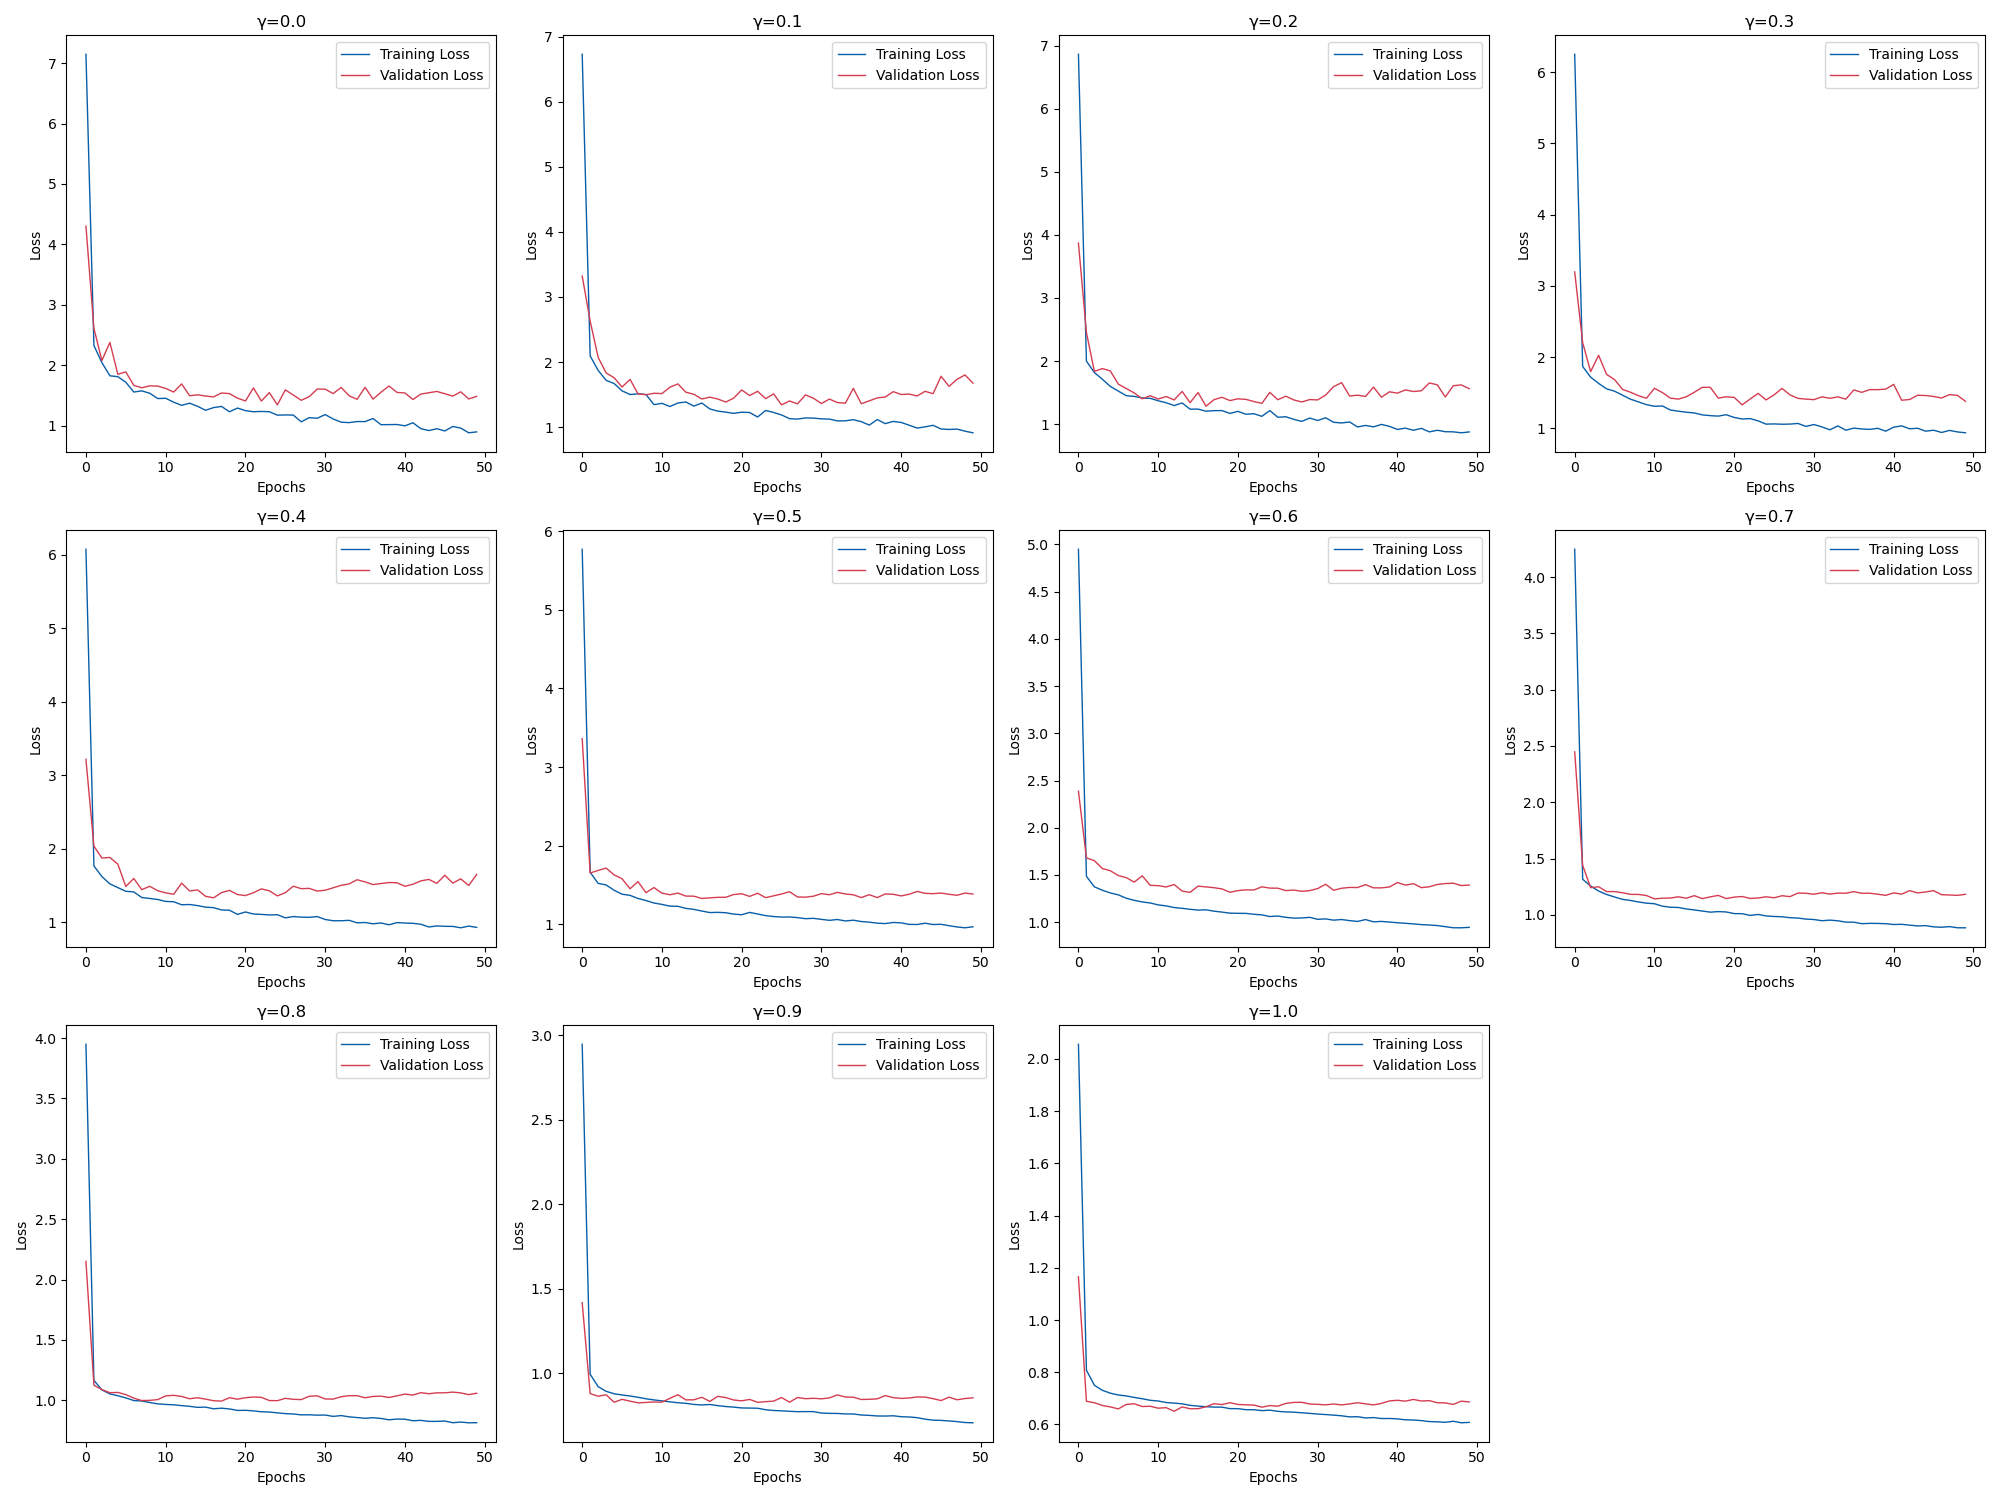 γ=0.0
Training Loss
Validation Loss
7
6
5
4
3
2
1
Loss
0 10 20 30 40 50
Epochs
γ=0.1
Training Loss
Validation Loss
7
6
5
4
3
2
1
Loss
0 10 20 30 40 50
Epochs
γ=0.2
Training Loss
Validation Loss
7
6
5
4
3
2
1
Loss
0 10 20 30 40 50
Epochs
γ=0.3
Training Loss
Validation Loss
6
5
4
3
2
1
Loss
0 10 20 30 40 50
Epochs
γ=0.4
Training Loss
Validation Loss
6
5
4
3
2
1
Loss
0 10 20 30 40 50
Epochs
γ=0.5
Training Loss
Validation Loss
6
5
4
3
2
1
Loss
0 10 20 30 40 50
Epochs
γ=0.6
Training Loss
Validation Loss
5.0
4.5
4.0
3.5
3.0
2.5
2.0
1.5
1.0
Loss
0 10 20 30 40 50
Epochs
γ=0.7
Training Loss
Validation Loss
4.0
3.5
3.0
2.5
2.0
1.5
1.0
Loss
0 10 20 30 40 50
Epochs
γ=0.8
Training Loss
Validation Loss
4.0
3.5
3.0
2.5
2.0
1.5
1.0
Loss
0 10 20 30 40 50
Epochs
γ=0.9
Training Loss
Validation Loss
3.0
2.5
2.0
1.5
1.0
Loss
0 10 20 30 40 50
Epochs
γ=1.0
Training Loss
Validation Loss
2.0
1.8
1.6
1.4
1.2
1.0
0.8
0.6
Loss
0 10 20 30 40 50
Epochs